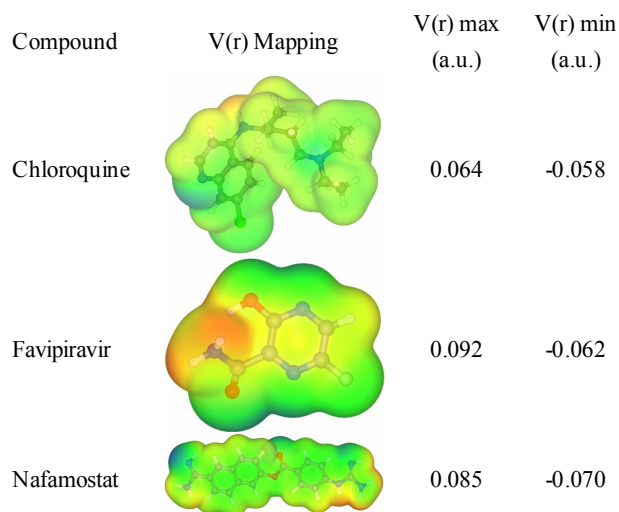 Compound V(r) Mapping V(r) max (a.u.) V(r) min (a.u.)
Chloroquine 0.064 -0.058
Favipiravir 0.092 -0.062
Nafamostat 0.085 -0.070